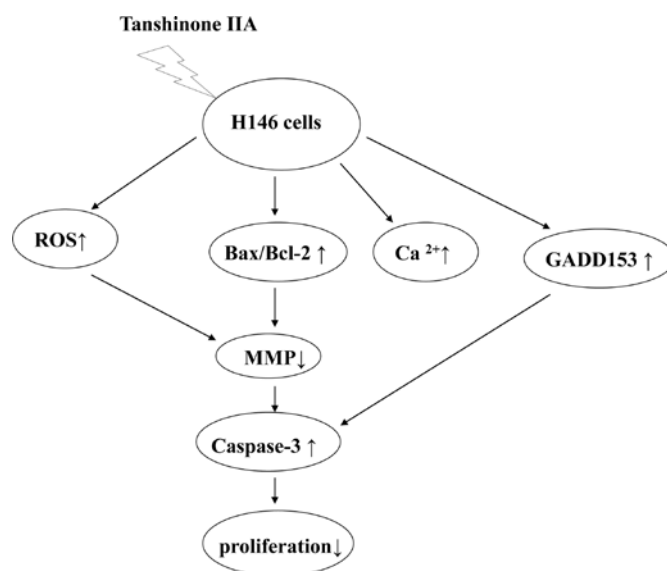 Tanshinone IIA
H146 cells
ROS↑
Bax/Bcl-2 ↑
Ca 2+↑
GADD153 ↑
MMP↓
Caspase-3 ↑
proliferation↓